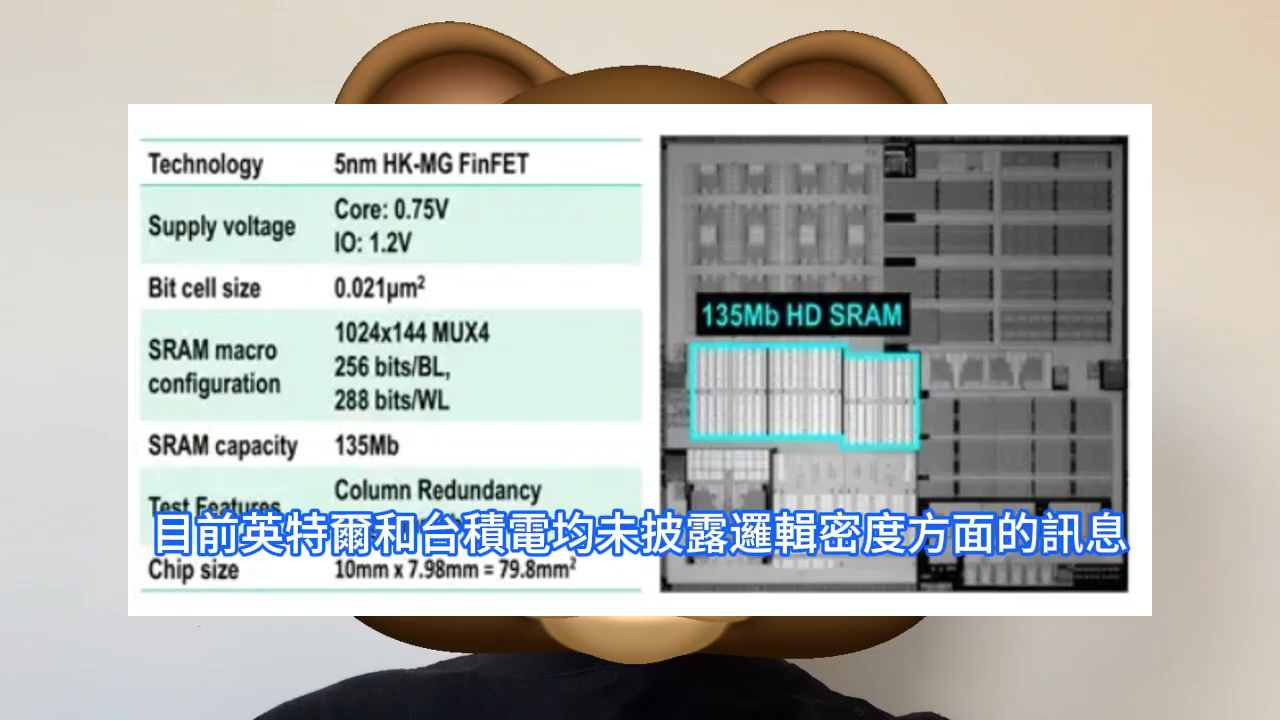 Technology 5nm HK-MG FinFET
Supply voltage Core: 0.75V
IO: 1.2V
Bit cell size 0.021µm²
SRAM macro configuration 1024x144 MUX4
256 bits/BL,
288 bits/WL
SRAM capacity 135Mb
Test Features Column Redundancy
Chip size 10mm x 7.98mm = 79.8mm²
135Mb HD SRAM
目前英特爾和台積電均未披露邏輯密度方面的訊息